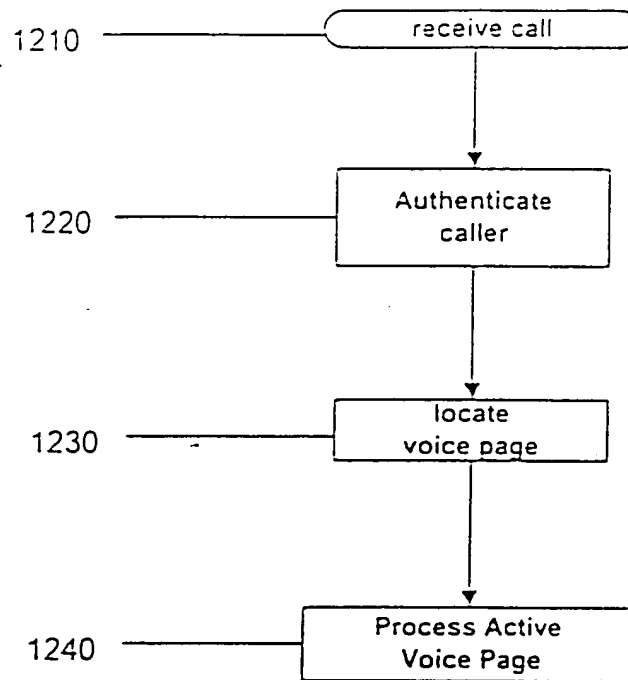 1210
receive call
1220
Authenticate
caller
1230
locate
voice page
1240
Process Active
Voice Page